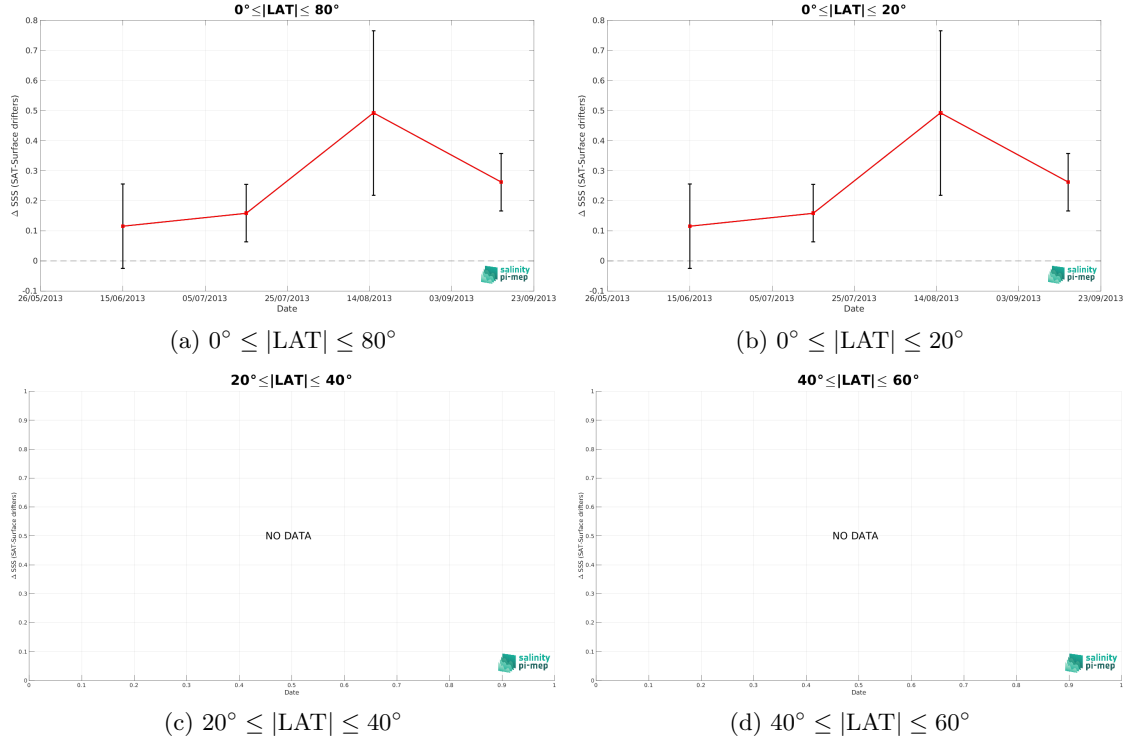 0°≤|LAT|≤ 80°
0.8
0.7
0.6
0.5
0.4
0.3
0.2
0.1
0
-0.1
Δ SSS (SAT-Surface drifters)
26/05/2013 15/06/2013 05/07/2013 25/07/2013 14/08/2013 03/09/2013 23/09/2013
Date
salinity
pi-mep
(a) 0° ≤ |LAT| ≤ 80°
0°≤|LAT|≤ 20°
0.8
0.7
0.6
0.5
0.4
0.3
0.2
0.1
0
-0.1
Δ SSS (SAT-Surface drifters)
26/05/2013 15/06/2013 05/07/2013 25/07/2013 14/08/2013 03/09/2013 23/09/2013
Date
salinity
pi-mep
(b) 0° ≤ |LAT| ≤ 20°
20°≤|LAT|≤ 40°
1
0.9
0.8
0.7
0.6
0.5
0.4
0.3
0.2
0.1
0
Δ SSS (SAT-Surface drifters)
NO DATA
0 0.1 0.2 0.3 0.4 0.5 0.6 0.7 0.8 0.9 1
Date
salinity
pi-mep
(c) 20° ≤ |LAT| ≤ 40°
40°≤|LAT|≤ 60°
1
0.9
0.8
0.7
0.6
0.5
0.4
0.3
0.2
0.1
0
Δ SSS (SAT-Surface drifters)
NO DATA
0 0.1 0.2 0.3 0.4 0.5 0.6 0.7 0.8 0.9 1
Date
salinity
pi-mep
(d) 40° ≤ |LAT| ≤ 60°